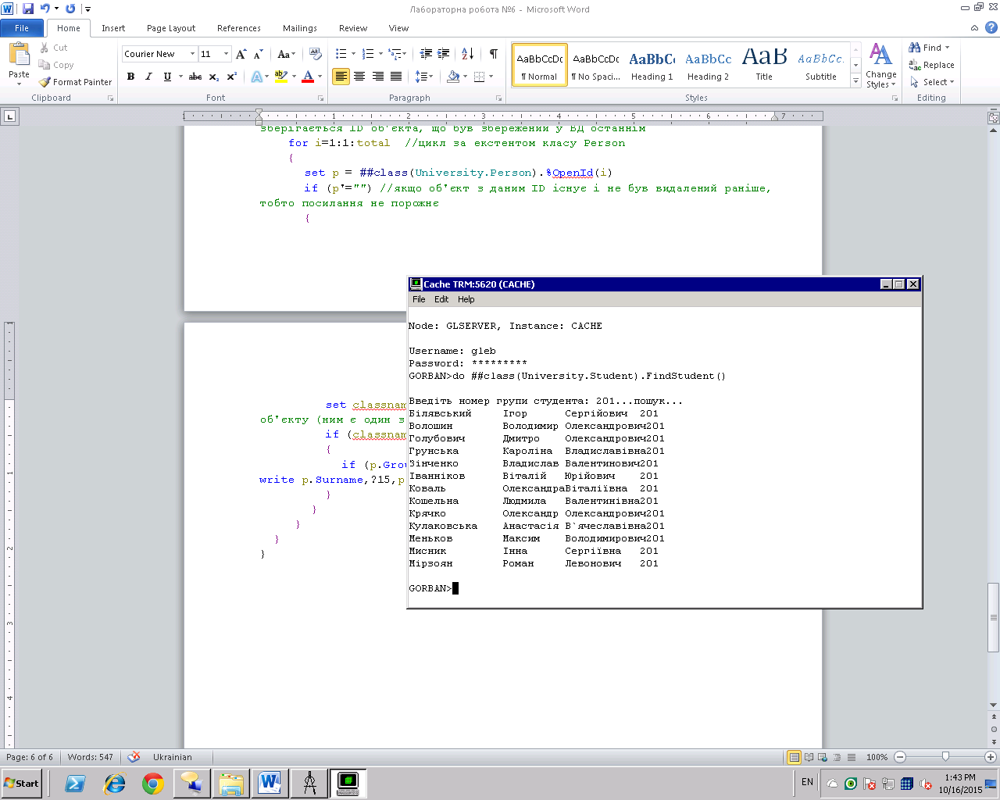 Лабораторна робота №6 - Microsoft Word
File Home Insert Page Layout References Mailings Review View
Paste
Cut
Copy
Format Painter
Clipboard
Courier New 11
Font
Paragraph
AaBbCcDc AaBbCcDc AaBbCc AaBbCc AaB AaBbCc.
¶ Normal ¶ No Spaci... Heading 1 Heading 2 Title Subtitle
Change Styles
Styles
Find
Replace
Select
Editing
зберігається ID об'єкта, що був збережений у БД останнім
for i=1:1:total //цикл за екстентом класу Person
{
set p = ##class(University.Person).%OpenId(i)
if (p'="") //якщо об'єкт з даним ID існує і не був видалений раніше,
тобто посилання не порожнє
{
set classnam
об'єкту (ним є один з
if (classnam
{
if (p.Grou
write p.Surname,?15,p
}
}
}
}
}
Cache TRM:5620 (CACHE)
File Edit Help
Node: GLSERVER, Instance: CACHE
Username: gleb
Password: *********
GORBAN>do ##class(University.Student).FindStudent()
Введіть номер групи студента: 201...пошук...
Білявський Ігор Сергійович 201
Волошин Володимир Олександрович201
Голубович Дмитро Олександрович201
Грунська Кароліна Владиславівна201
Зінченко Владислав Валентинович201
Іванніков Віталій Юрійович 201
Коваль ОлександраВіталіївна 201
Кошельна Людмила Валентинівна201
Крячко Олександр Олександрович201
Кулаковська Анастасія В`ячеславівна201
Меньков Максим Володимирович201
Мисник Інна Сергіївна 201
Мірзоян Роман Левонович 201
GORBAN>
Page: 6 of 6 Words: 547 Ukrainian 100%
Start EN 1:43 PM
10/16/2015